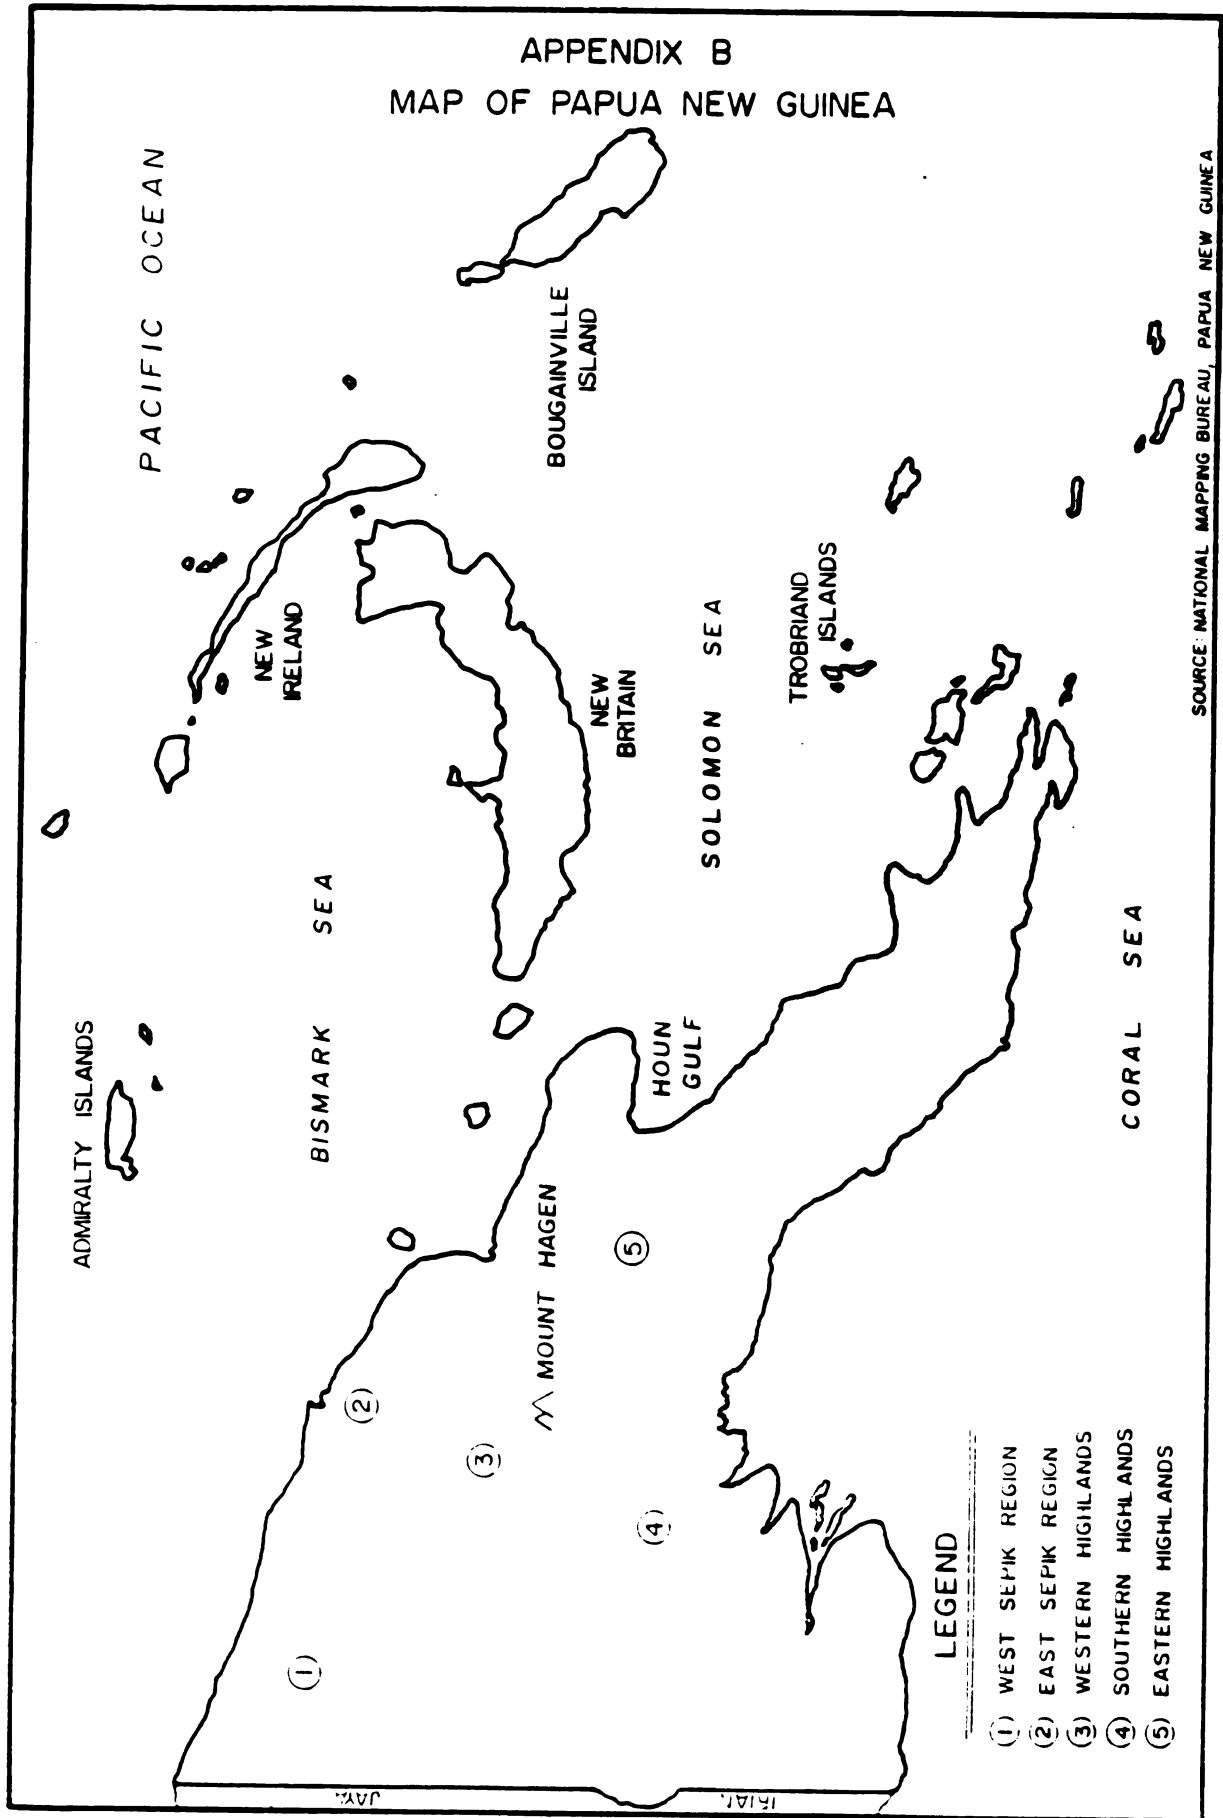 APPENDIX B
MAP OF PAPUA NEW GUINEA
PACIFIC OCEAN
ADMIRALTY ISLANDS
NEW
IRELAND
BISMARK SEA
BOUGAINVILLE
ISLAND
NEW
BRITAIN
SOLOMON SEA
TROBRIAND
ISLANDS
HOUN
GULF
MOUNT HAGEN
CORAL SEA
1
2
3
4
5
LEGEND
1 WEST SEPIK REGION
2 EAST SEPIK REGION
3 WESTERN HIGHLANDS
4 SOUTHERN HIGHLANDS
5 EASTERN HIGHLANDS
SOURCE: NATIONAL MAPPING BUREAU, PAPUA NEW GUINEA